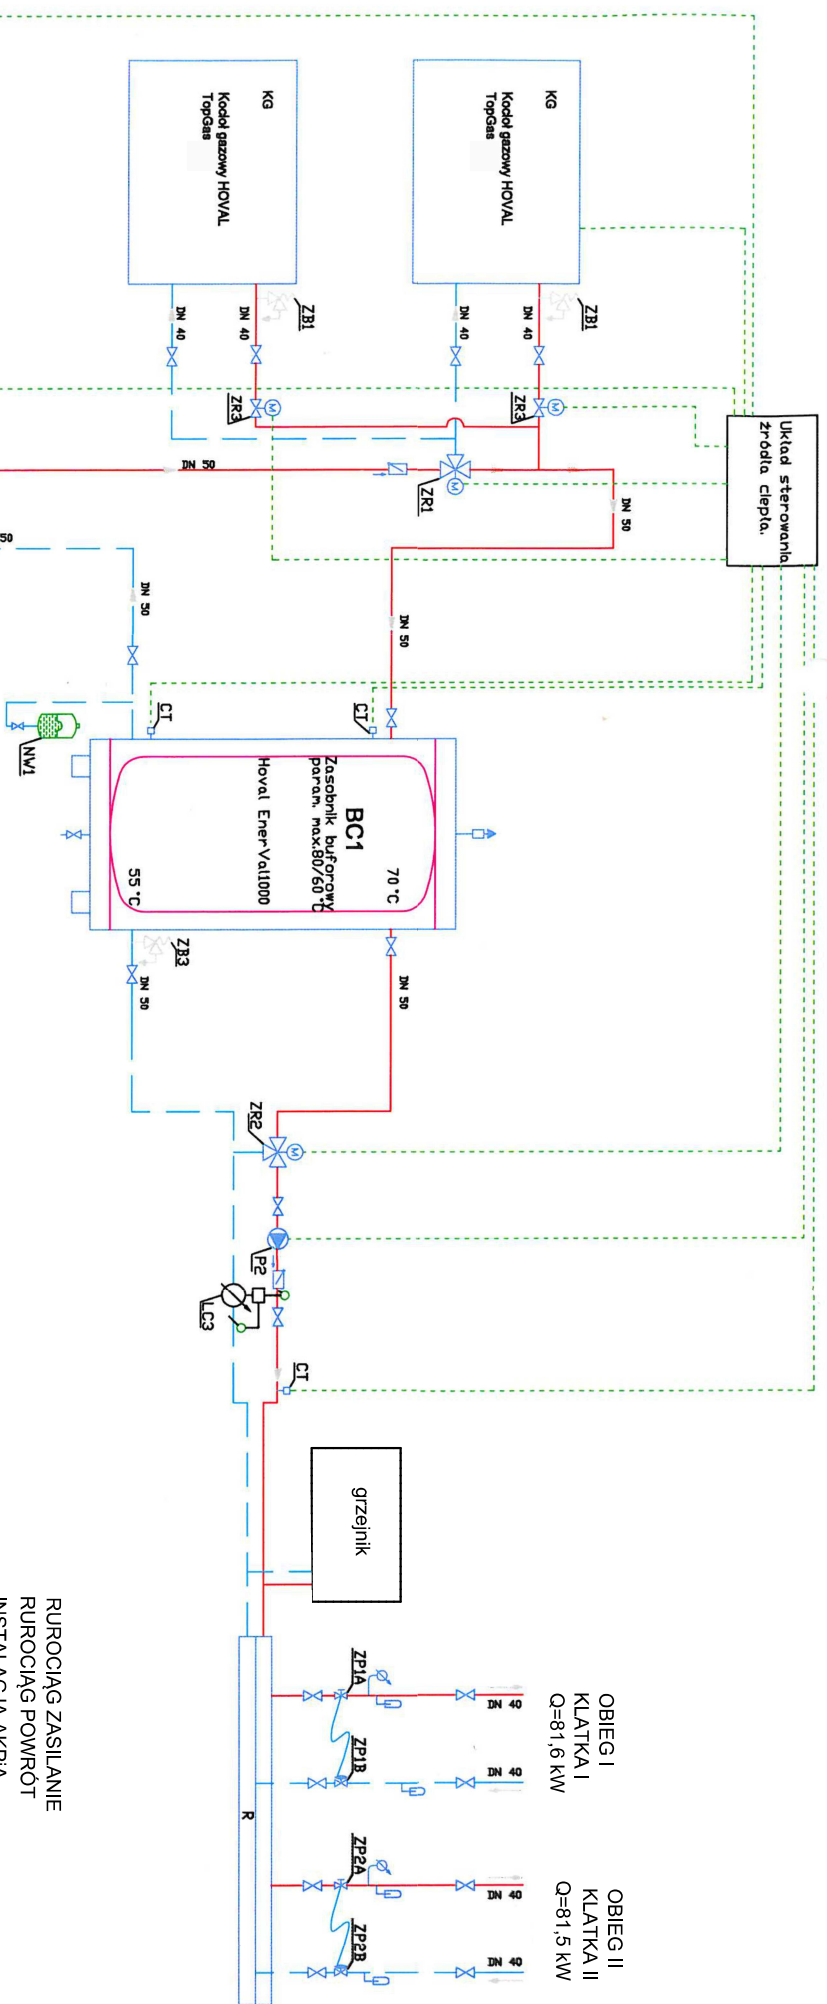 KG
Kocioł gazowy HOVAL
TopGas
KG
Kocioł gazowy HOVAL
TopGas
ZB1
ZB1
DN 40
DN 40
DN 40
DN 40
ZR3
ZR3
Układ sterowania
źródła ciepła.
DN 50
ZR1
DN 50
50
DN 50
DN 50
CT
CT
NW1
BC1
Zasobnik buforowy
param. max.80/60 °C
Hoval EnerVal1000
70 °C
55 °C
ZB3
DN 50
DN 50
ZR2
M
M
M
M
P2
LC3
CT
grzejnik
RUROCIĄG ZASILANIE
RUROCIĄG POWRÓT
INSTALACJA AKPiA
ZP1A
ZP1B
DN 40
DN 40
OBIEG I
KLATKA I
Q=81,6 kW
R
ZP2A
ZP2B
DN 40
DN 40
OBIEG II
KLATKA II
Q=81,5 kW